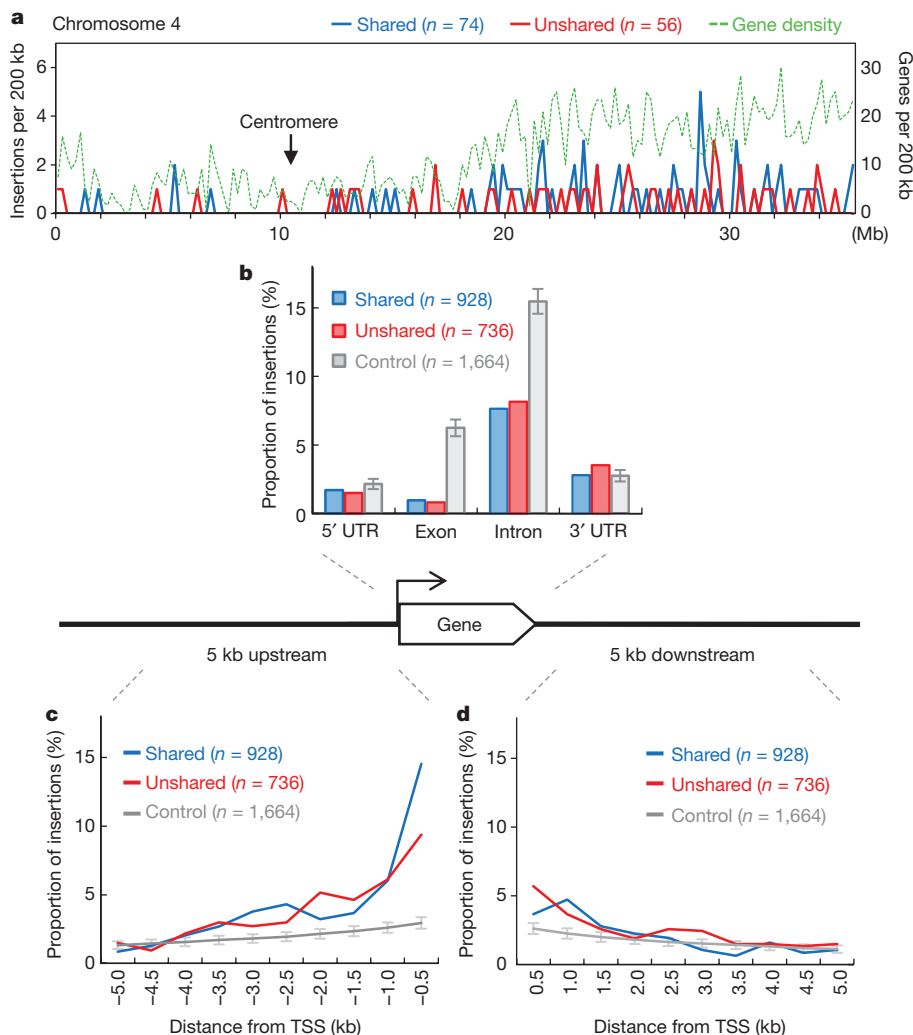 a
Chromosome 4
Shared (n = 74)
Unshared (n = 56)
Gene density
Insertions per 200 kb
6
4
2
0
Centromere
Genes per 200 kb
30
20
10
0
0 10 20 30 (Mb)
b
Proportion of insertions (%)
15
10
5
0
Shared (n = 928)
Unshared (n = 736)
Control (n = 1,664)
5′ UTR Exon Intron 3′ UTR
Gene
5 kb upstream
5 kb downstream
c
Proportion of insertions (%)
15
10
5
0
Shared (n = 928)
Unshared (n = 736)
Control (n = 1,664)
−5.0 −4.5 −4.0 −3.5 −3.0 −2.5 −2.0 −1.5 −1.0 −0.5
Distance from TSS (kb)
d
Proportion of insertions (%)
15
10
5
0
Shared (n = 928)
Unshared (n = 736)
Control (n = 1,664)
0.5 1.0 1.5 2.0 2.5 3.0 3.5 4.0 4.5 5.0
Distance from TSS (kb)